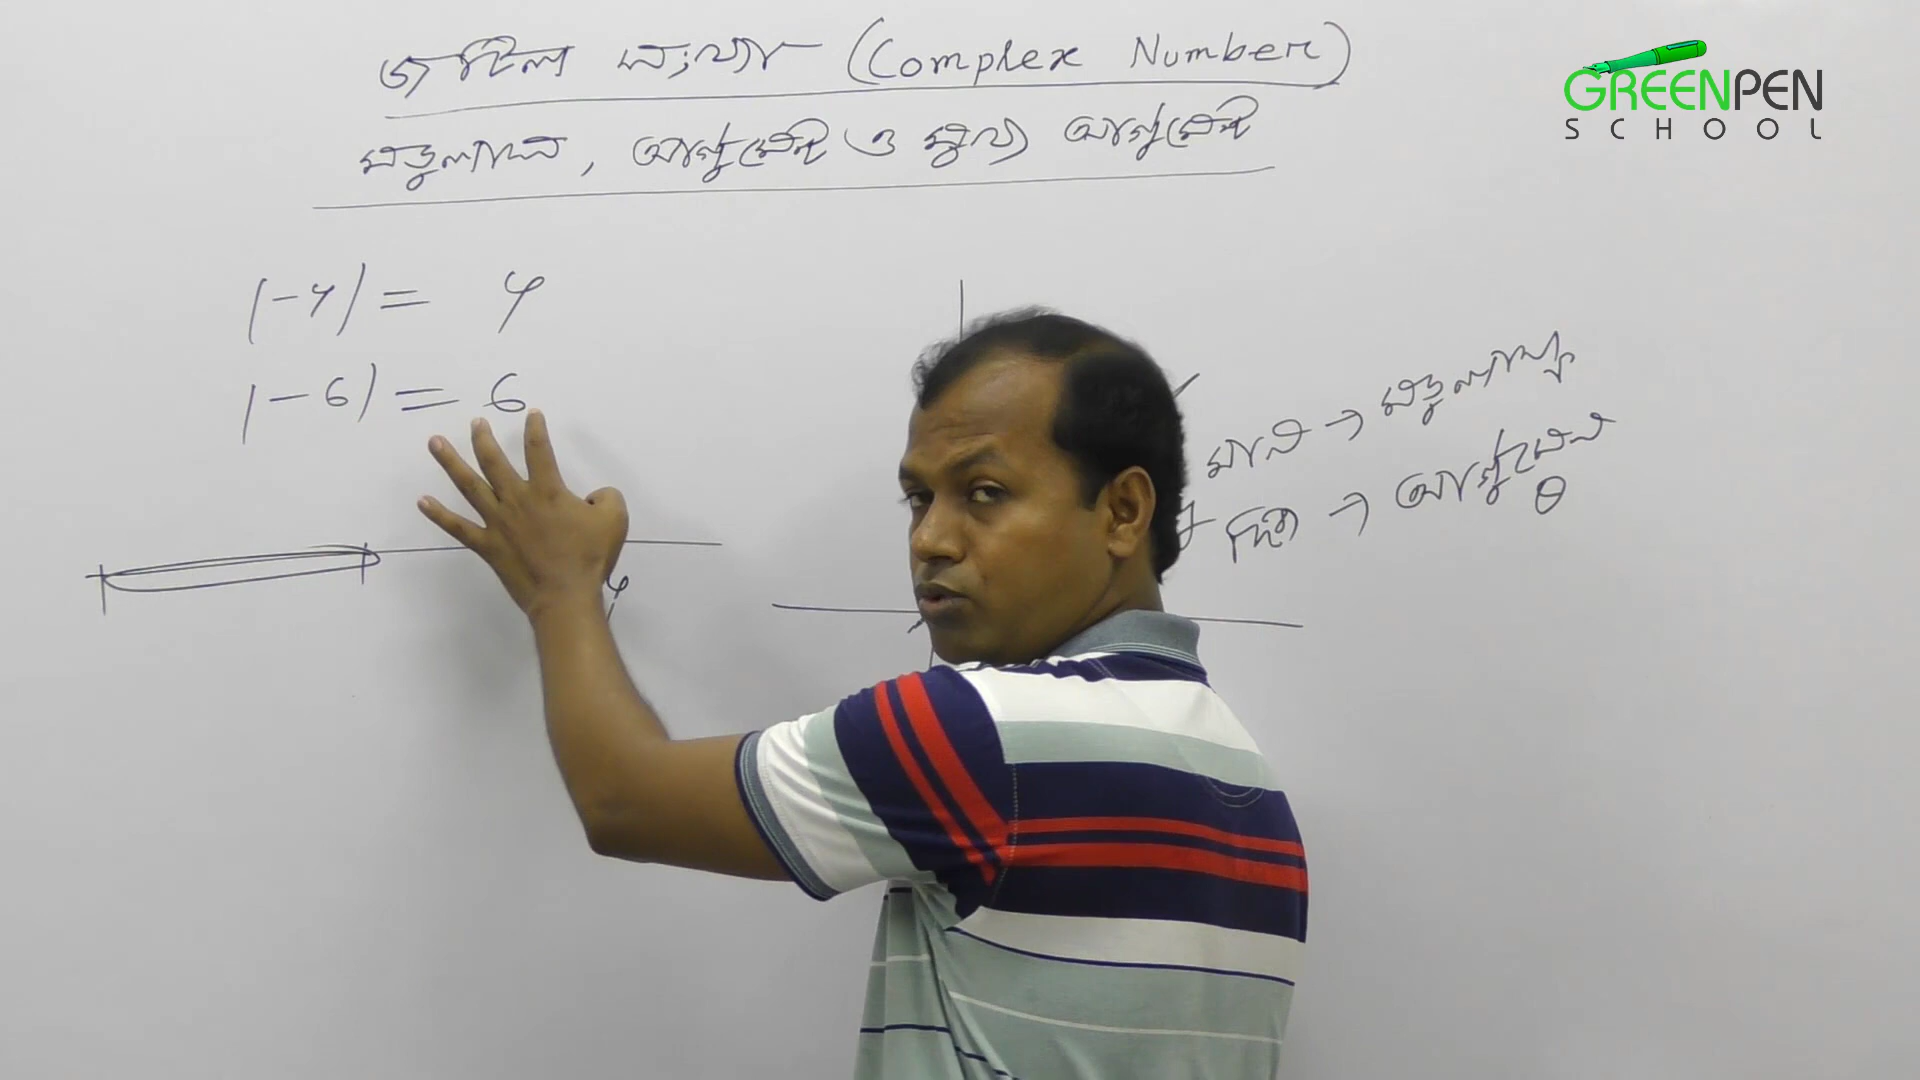 জটিল সংখ্যা (Complex Number)
মডুলাস, আর্গুমেন্ট ও মুখ্য আর্গুমেন্ট
GREENPEN
SCHOOL
|-4| = 4
|-6| = 6
মান → মডুলাস
দিক → আর্গুমেন্ট
θ